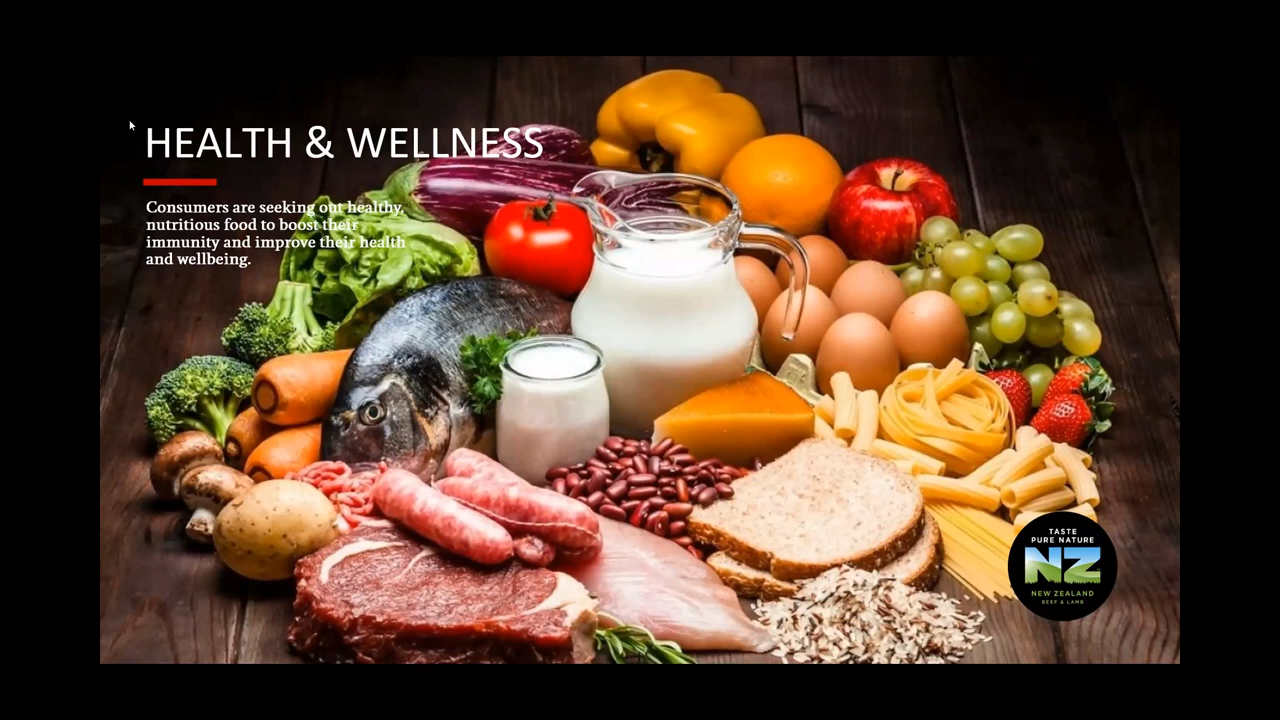 HEALTH & WELLNESS
Consumers are seeking out healthy,
nutritious food to boost their
immunity and improve their health
and wellbeing.
TASTE
PURE NATURE
NZ
NEW ZEALAND
BEEF & LAMB